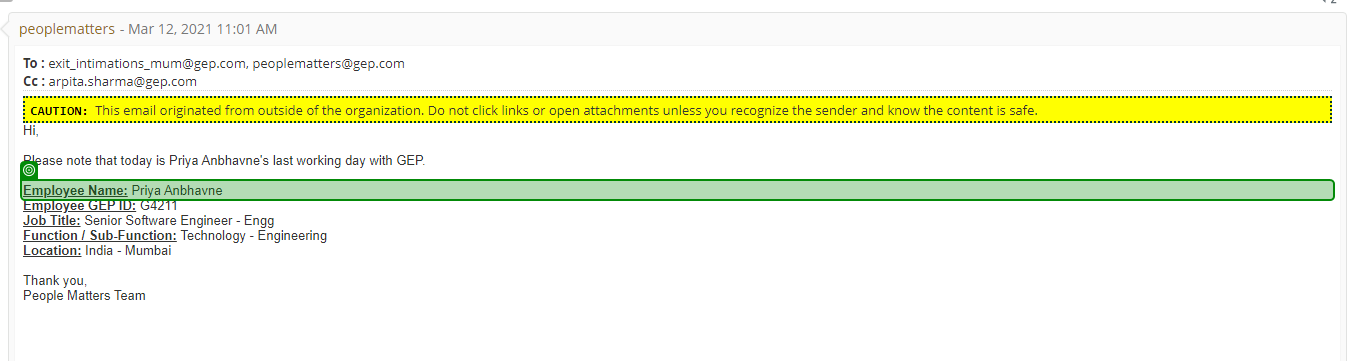 peoplematters - Mar 12, 2021 11:01 AM
To : exit_intimations_mum@gep.com, peoplematters@gep.com
Cc : arpita.sharma@gep.com
CAUTION: This email originated from outside of the organization. Do not click links or open attachments unless you recognize the sender and know the content is safe.
Hi,
Please note that today is Priya Anbhavne's last working day with GEP.
Employee Name: Priya Anbhavne
Employee GEP ID: G4211
Job Title: Senior Software Engineer - Engg
Function / Sub-Function: Technology - Engineering
Location: India - Mumbai
Thank you,
People Matters Team